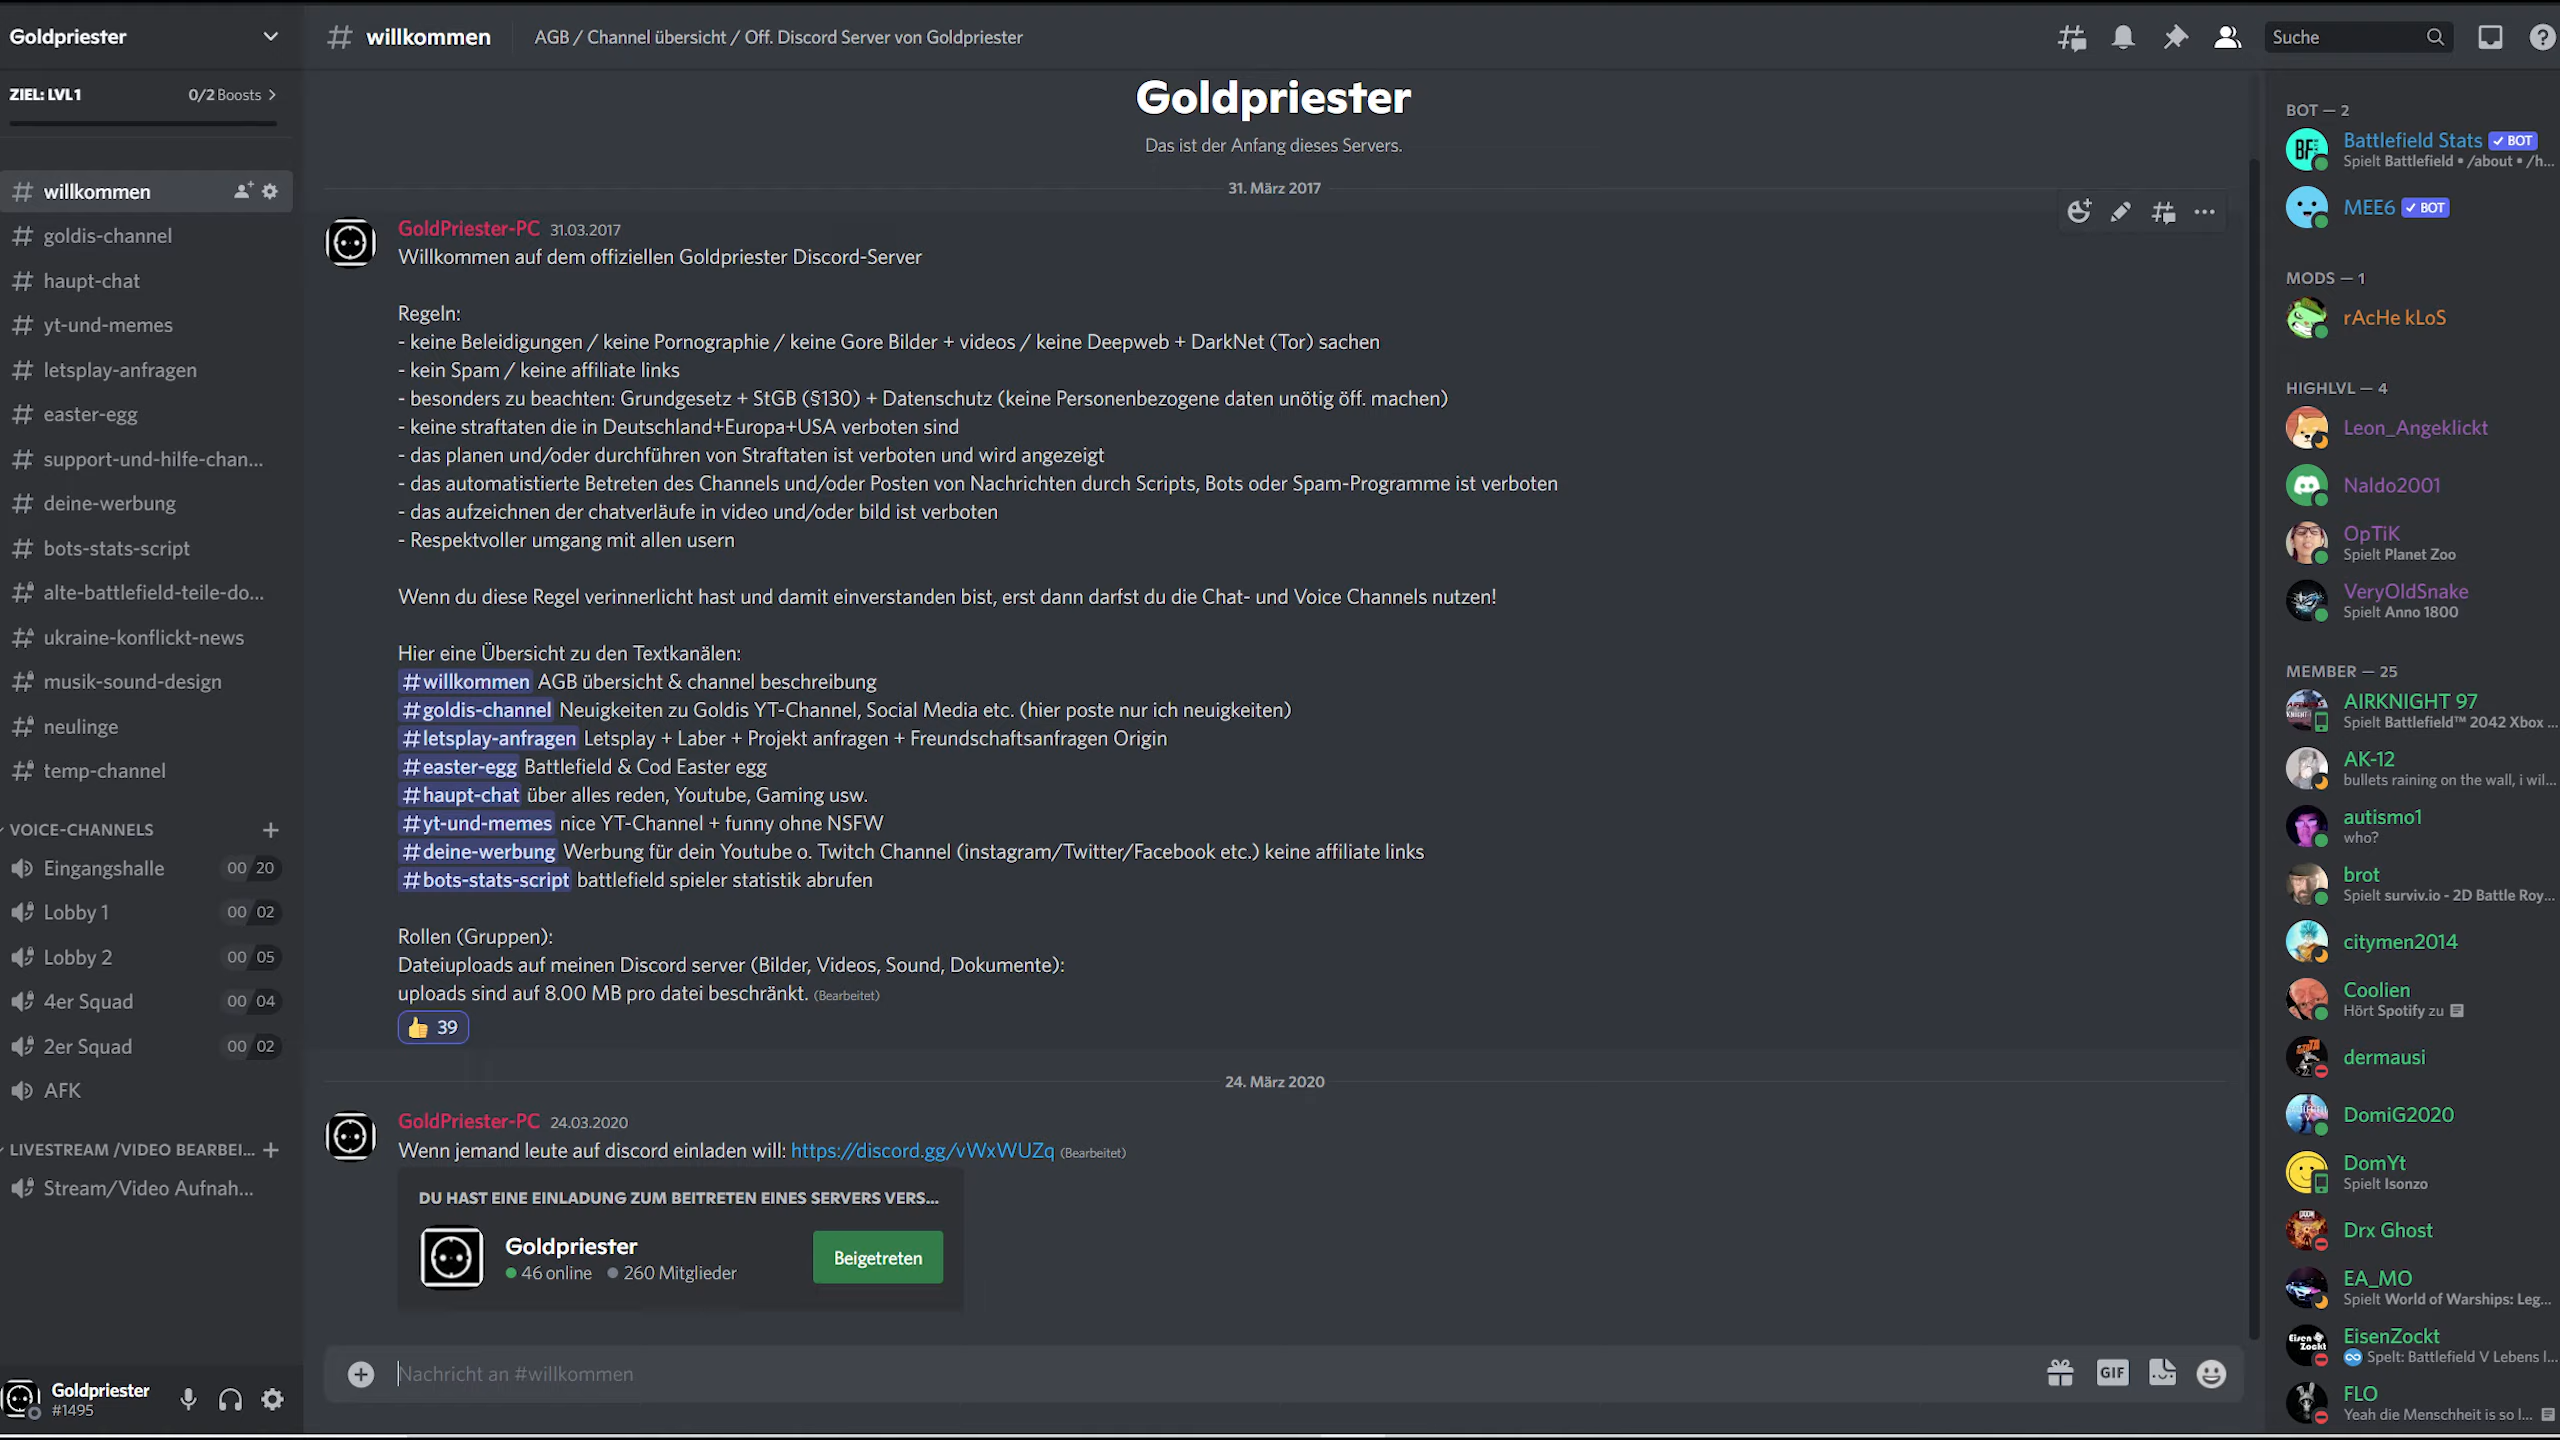 Goldpriester
ZIEL: LVL 1
0/2 Boosts
willkommen
goldis-channel
haupt-chat
yt-und-memes
letsplay-anfragen
easter-egg
support-und-hilfe-chan...
deine-werbung
bots-stats-script
alte-battlefield-teile-do...
ukraine-konflickt-news
musik-sound-design
neulinge
temp-channel
VOICE-CHANNELS
Eingangshalle 00 20
Lobby 1 00 02
Lobby 2 00 05
4er Squad 00 04
2er Squad 00 02
AFK
LIVESTREAM /VIDEO BEARBEI...
Stream/Video Aufnah...
Goldpriester
#1495
willkommen
AGB / Channel übersicht / Off. Discord Server von Goldpriester
Suche
Goldpriester
Das ist der Anfang dieses Servers.
31. März 2017
GoldPriester-PC 31.03.2017
Willkommen auf dem offiziellen Goldpriester Discord-Server
Regeln:
- keine Beleidigungen / keine Pornographie / keine Gore Bilder + videos / keine Deepweb + DarkNet (Tor) sachen
- kein Spam / keine affiliate links
- besonders zu beachten: Grundgesetz + StGB (§130) + Datenschutz (keine Personenbezogene daten unötig öff. machen)
- keine straftaten die in Deutschland+Europa+USA verboten sind
- das planen und/oder durchführen von Straftaten ist verboten und wird angezeigt
- das automatistierte Betreten des Channels und/oder Posten von Nachrichten durch Scripts, Bots oder Spam-Programme ist verboten
- das aufzeichnen der chatverläufe in video und/oder bild ist verboten
- Respektvoller umgang mit allen usern
Wenn du diese Regel verinnerlicht hast und damit einverstanden bist, erst dann darfst du die Chat- und Voice Channels nutzen!
Hier eine Übersicht zu den Textkanälen:
#willkommen AGB übersicht & channel beschreibung
#goldis-channel Neuigkeiten zu Goldis YT-Channel, Social Media etc. (hier poste nur ich neuigkeiten)
#letsplay-anfragen Letsplay + Laber + Projekt anfragen + Freundschaftsanfragen Origin
#easter-egg Battlefield & Cod Easter egg
#haupt-chat über alles reden, Youtube, Gaming usw.
#yt-und-memes nice YT-Channel + funny ohne NSFW
#deine-werbung Werbung für dein Youtube o. Twitch Channel (instagram/Twitter/Facebook etc.) keine affiliate links
#bots-stats-script battlefield spieler statistik abrufen
Rollen (Gruppen):
Dateiuploads auf meinen Discord server (Bilder, Videos, Sound, Dokumente):
uploads sind auf 8.00 MB pro datei beschränkt. (Bearbeitet)
39
24. März 2020
GoldPriester-PC 24.03.2020
Wenn jemand leute auf discord einladen will: https://discord.gg/vWxWUZq (Bearbeitet)
DU HAST EINE EINLADUNG ZUM BEITRETEN EINES SERVERS VERS...
Goldpriester
46 online 260 Mitglieder
Beigetreten
Nachricht an #willkommen
GIF
BOT — 2
Battlefield Stats BOT
Spielt Battlefield • /about • /h...
MEE6 BOT
MODS — 1
rAcHe kLoS
HIGHLVL — 4
Leon_Angeklickt
Naldo2001
OpTiK
Spielt Planet Zoo
VeryOldSnake
Spielt Anno 1800
MEMBER — 25
AIRKNIGHT 97
Spielt Battlefield™ 2042 Xbox ...
AK-12
bullets raining on the wall, i wil...
autismo1
who?
brot
Spielt surviv.io - 2D Battle Roy...
citymen2014
Coolien
Hört Spotify zu
dermausi
DomiG2020
DomYt
Spielt Isonzo
Drx Ghost
EA_MO
Spielt World of Warships: Leg...
EisenZockt
Spelt: Battlefield V Lebens l...
FLO
Yeah die Menschheit is so l...